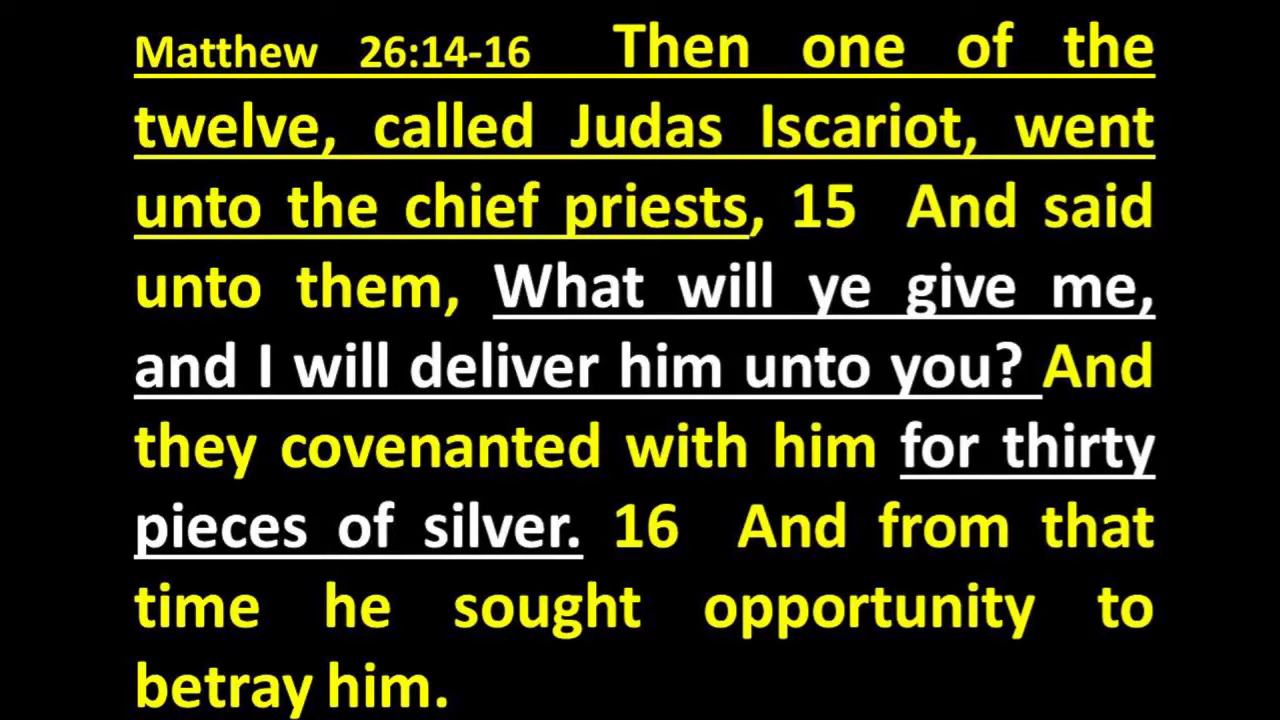 Matthew 26:14-16 Then one of the
twelve, called Judas Iscariot, went
unto the chief priests, 15 And said
unto them, What will ye give me,
and I will deliver him unto you? And
they covenanted with him for thirty
pieces of silver. 16 And from that
time he sought opportunity to
betray him.